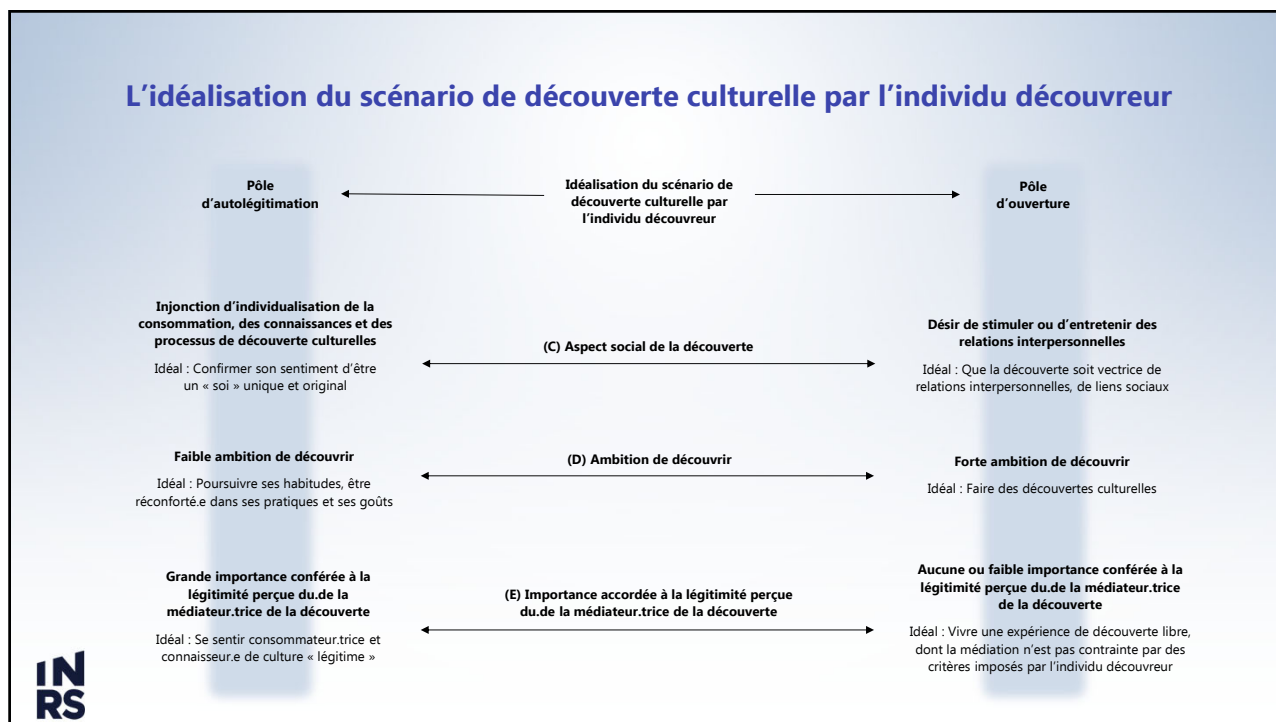 L’idéalisation du scénario de découverte culturelle par l’individu découvreur
Pôle
d’autolégitimation
Idéalisation du scénario de
découverte culturelle par
l’individu découvreur
Pôle
d’ouverture
Injonction d’individualisation de la
consommation, des connaissances et des
processus de découverte culturelles
Idéal : Confirmer son sentiment d’être
un « soi » unique et original
(C) Aspect social de la découverte
Désir de stimuler ou d’entretenir des
relations interpersonnelles
Idéal : Que la découverte soit vectrice de
relations interpersonnelles, de liens sociaux
Faible ambition de découvrir
Idéal : Poursuivre ses habitudes, être
réconforté.e dans ses pratiques et ses goûts
(D) Ambition de découvrir
Forte ambition de découvrir
Idéal : Faire des découvertes culturelles
Grande importance conférée à la
légitimité perçue du.de la
médiateur.trice de la découverte
Idéal : Se sentir consommateur.trice et
connaisseur.e de culture « légitime »
(E) Importance accordée à la légitimité perçue
du.de la médiateur.trice de la découverte
Aucune ou faible importance conférée à la
légitimité perçue du.de la médiateur.trice
de la découverte
Idéal : Vivre une expérience de découverte libre,
dont la médiation n’est pas contrainte par des
critères imposés par l’individu découvreur
IN
RS